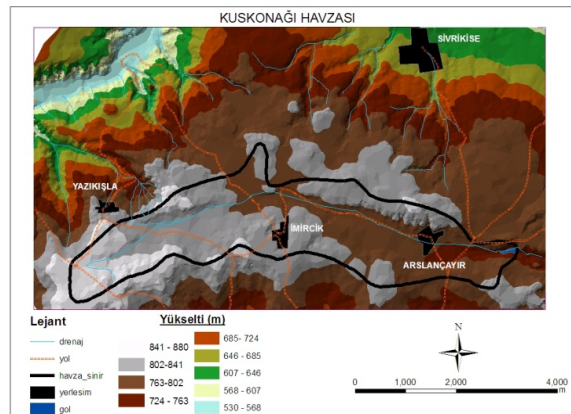 KUSKONAĞI HAVZASI
SİVRİKİSE
YAZIKIŞLA
İMİRCİK
ARSLANÇAYIR
Lejant
drenaj
yol
havza_sinir
yerlesim
gol
Yükselti (m)
841 - 880
802-841
763-802
724 - 763
685- 724
646 - 685
607 - 646
568 - 607
530 - 568
N
0 1,000 2,000 4,000
m